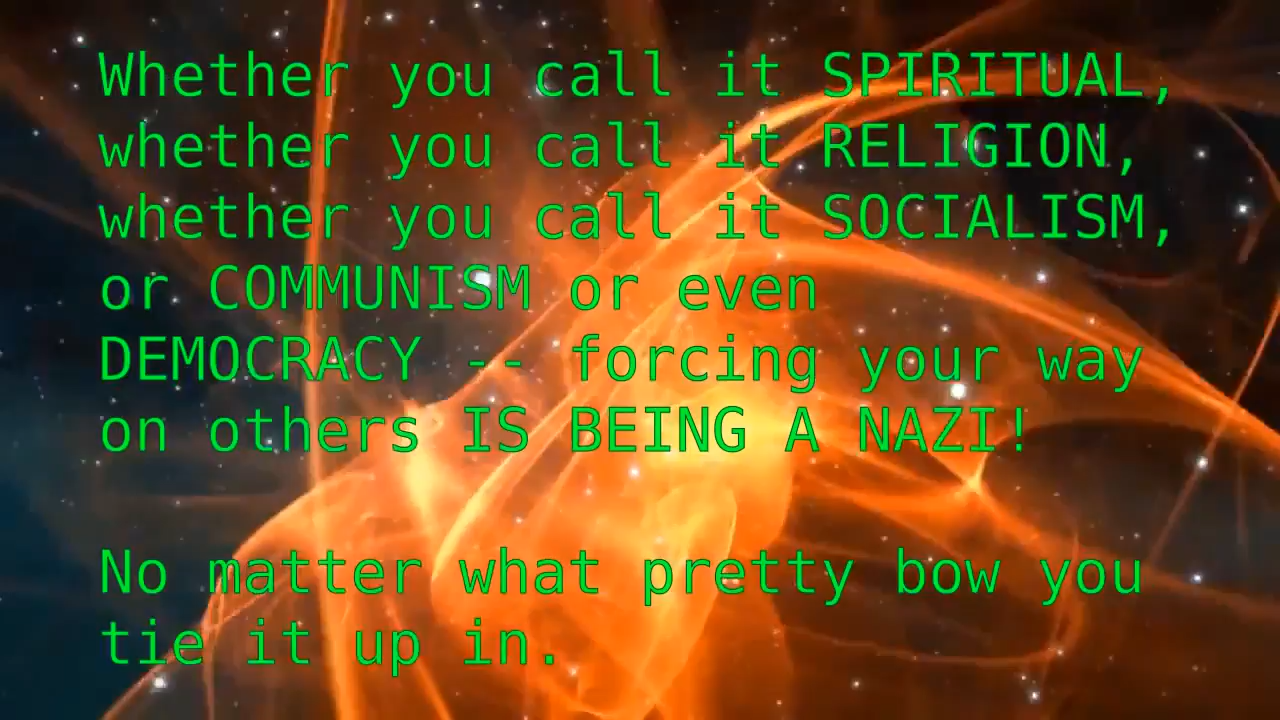 Whether you call it SPIRITUAL,
whether you call it RELIGION,
whether you call it SOCIALISM,
or COMMUNISM or even
DEMOCRACY -- forcing your way
on others IS BEING A NAZI!
No matter what pretty bow you
tie it up in.